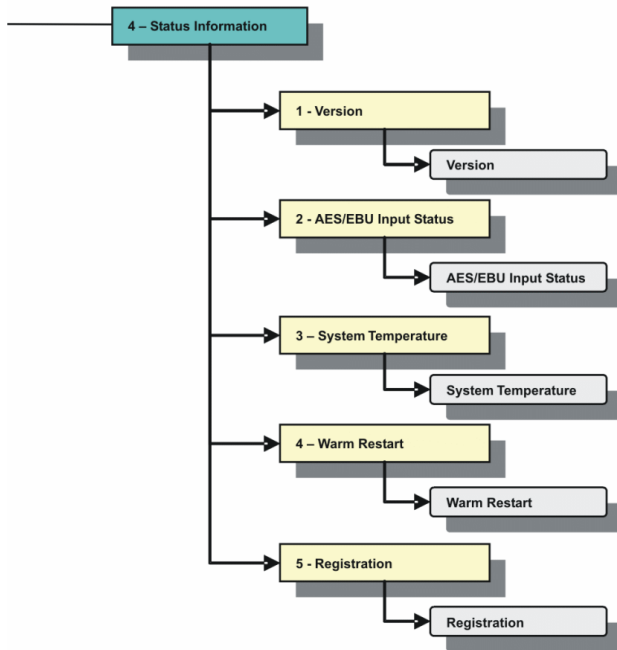 4 – Status Information
1 - Version
Version
2 - AES/EBU Input Status
AES/EBU Input Status
3 – System Temperature
System Temperature
4 – Warm Restart
Warm Restart
5 - Registration
Registration